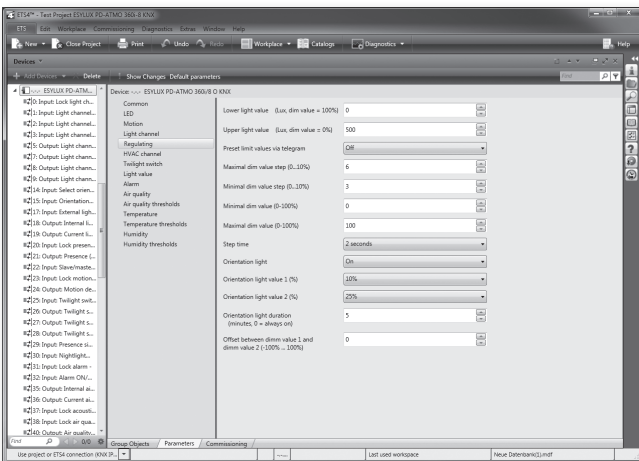 ETS4™ - Test Project ESYLUX PD-ATMO 360i-8 KNX
ETS Edit Workplace Commissioning Diagnostics Extras Window Help
New Close Project Print Undo Redo Workplace Catalogs Diagnostics Help
Devices
Add Devices Delete Show Changes Default parameters Find
ESYLUX PD-ATM...
0: Input: Lock light ch...
1: Input: Light channel...
2: Input: Light channel...
3: Input: Light channel...
5: Output: Light chann...
7: Output: Light chann...
8: Output: Light chann...
9: Output: Light chann...
14: Input: Select orien...
15: Input: Orientation...
17: Input: External ligh...
18: Output: Internal li...
19: Output: Current li...
20: Input: Lock presen...
21: Output: Presence (...
22: Input: Slave/maste...
23: Input: Lock motion...
24: Output: Motion de...
25: Input: Twilight swit...
26: Output: Twilight s...
27: Output: Twilight s...
28: Output: Twilight s...
29: Input: Presence si...
30: Input: Nightlight...
31: Input: Lock alarm -
32: Input: Alarm ON/...
35: Output: Internal ai...
36: Output: Current ai...
37: Input: Lock acousti...
38: Input: Lock air qua...
40: Output: Air quality...
Find 0/0
Device: ESYLUX PD-ATMO 360i/8 O KNX
Common
LED
Motion
Light channel
Regulating
HVAC channel
Twilight switch
Light value
Alarm
Air quality
Air quality thresholds
Temperature
Temperature thresholds
Humidity
Humidity thresholds
Lower light value (Lux, dim value = 100%) 0
Upper light value (Lux, dim value = 0%) 500
Preset limit values via telegram Off
Maximal dim value step (0...10%) 6
Minimal dim value step (0...10%) 3
Minimal dim value (0-100%) 0
Maximal dim value (0-100%) 100
Step time 2 seconds
Orientation light On
Orientation light value 1 (%) 10%
Orientation light value 2 (%) 25%
Orientation light duration 5
(minutes, 0 = always on)
Offset between dimm value 1 and 0
dimm value 2 (-100% ... 100%)
Group Objects Parameters Commissioning
Use project or ETS4 connection (KNX IP... Last used workspace Neue Datenbank(1).mdf